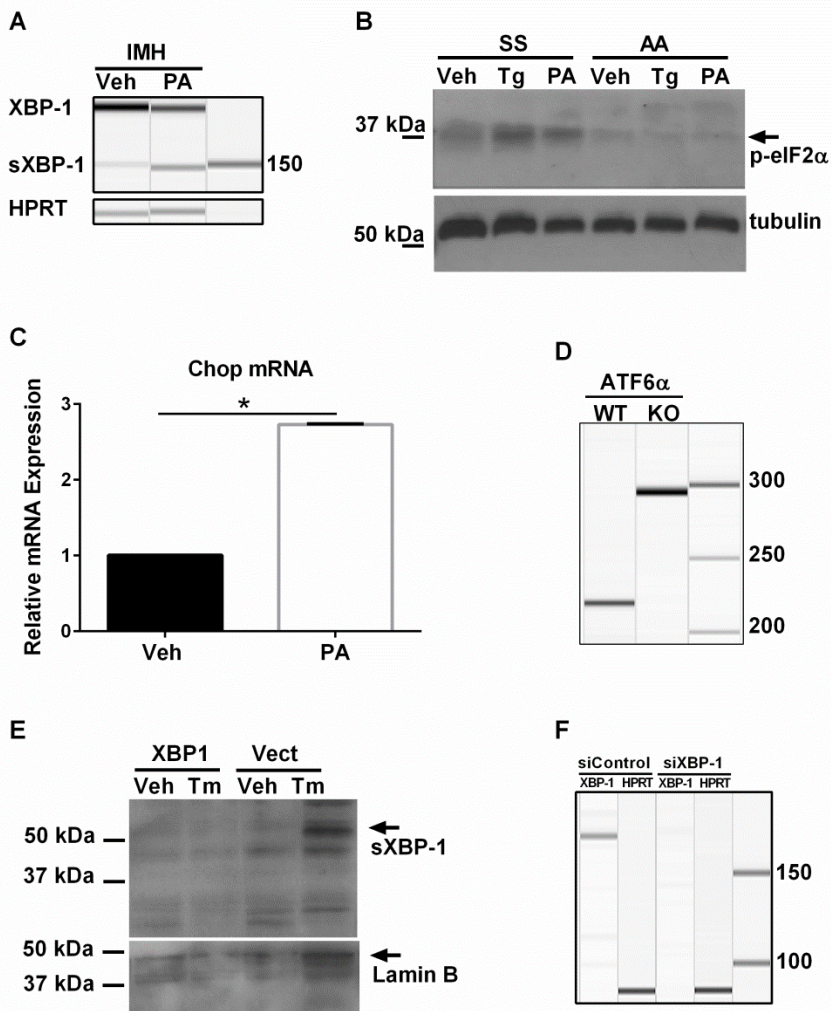 A
IMH
Veh PA
XBP-1
sXBP-1
150
HPRT
B
SS AA
Veh Tg PA Veh Tg PA
37 kDa
p-eIF2α
50 kDa
tubulin
C
Chop mRNA
Relative mRNA Expression
3
*
2
1
0
Veh PA
D
ATF6α
WT KO
300
250
200
E
XBP1 Vect
Veh Tm Veh Tm
50 kDa
sXBP-1
37 kDa
50 kDa
Lamin B
37 kDa
F
siControl siXBP-1
XBP-1 HPRT XBP-1 HPRT
150
100